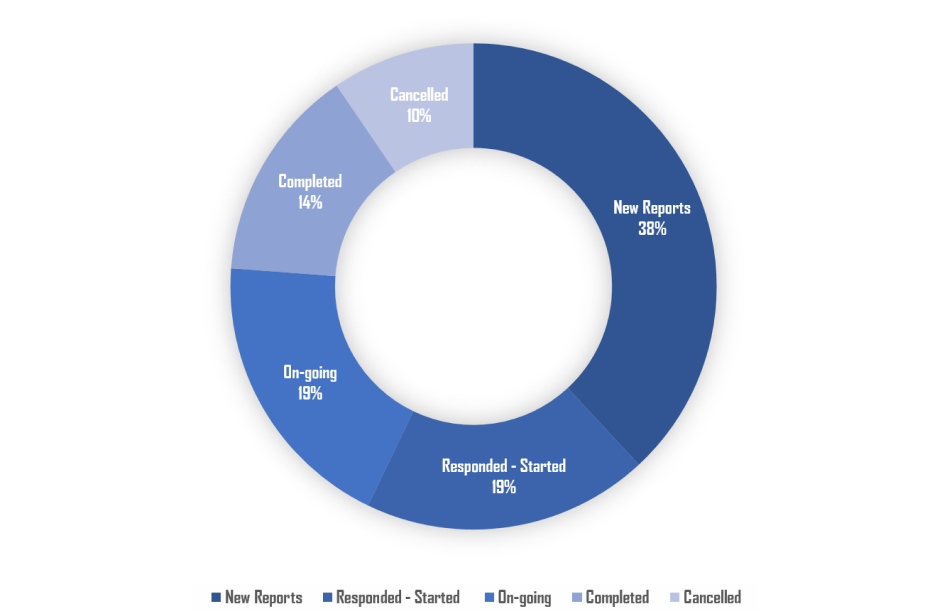 Cancelled
10%
New Reports
38%
Completed
14%
On-going
19%
Responded - Started
19%
New Reports Responded - Started On-going Completed Cancelled